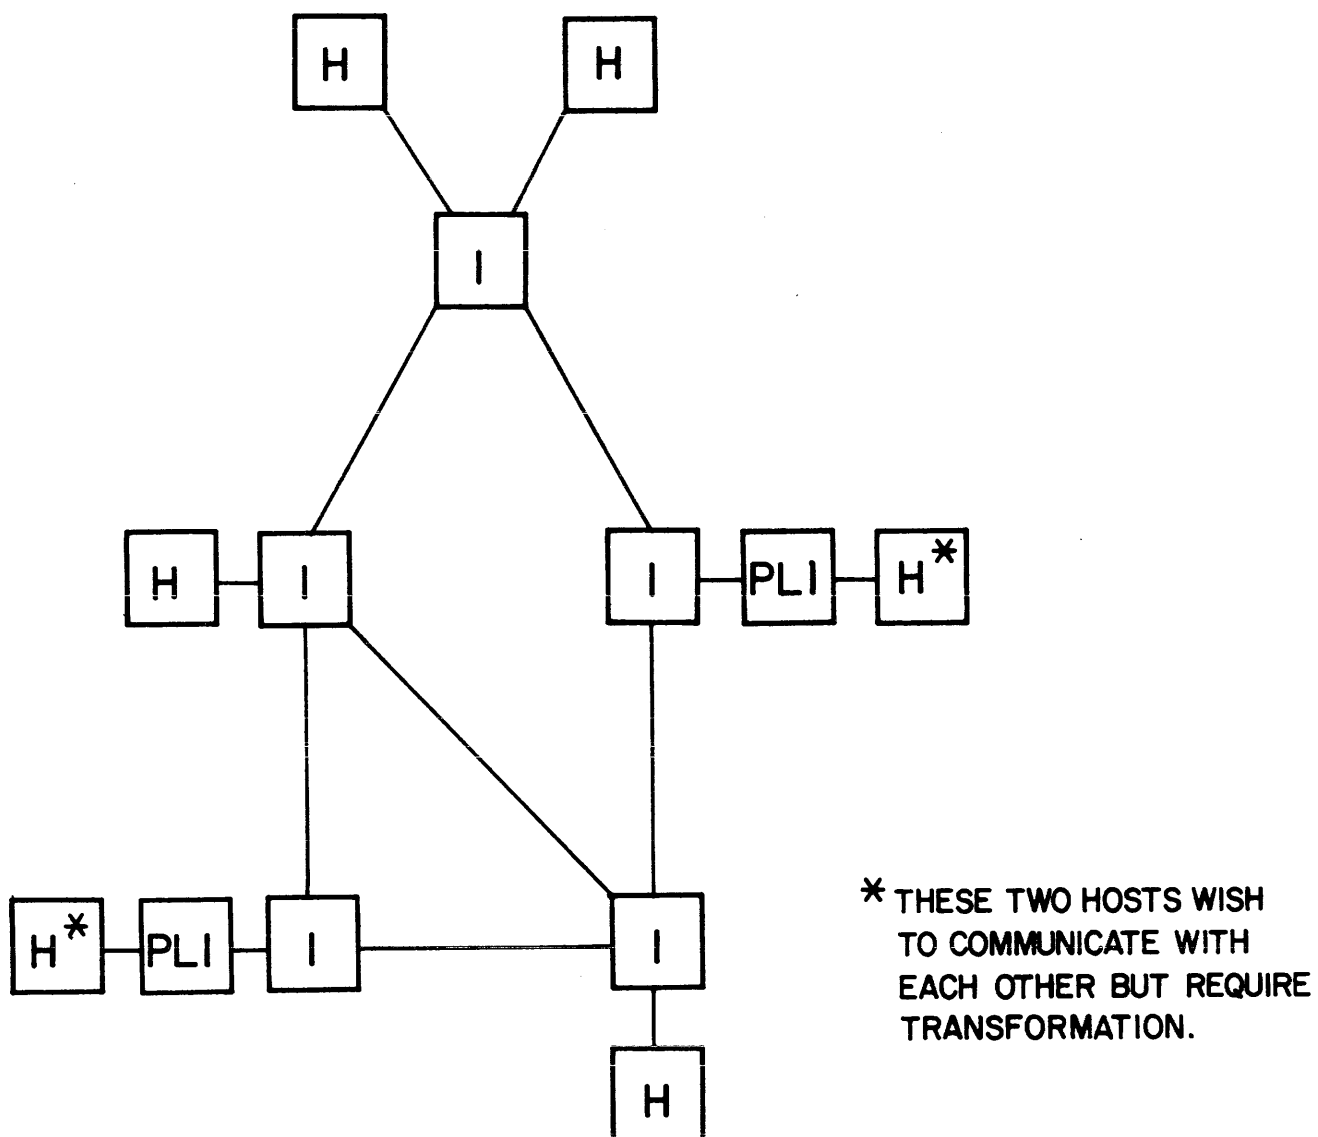 H
H
I
H
I
I
PLI
H*
H*
PLI
I
I
H
* THESE TWO HOSTS WISH
TO COMMUNICATE WITH
EACH OTHER BUT REQUIRE
TRANSFORMATION.